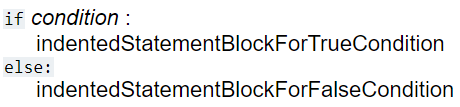 if condition :
indentedStatementBlockForTrueCondition
else:
indentedStatementBlockForFalseCondition